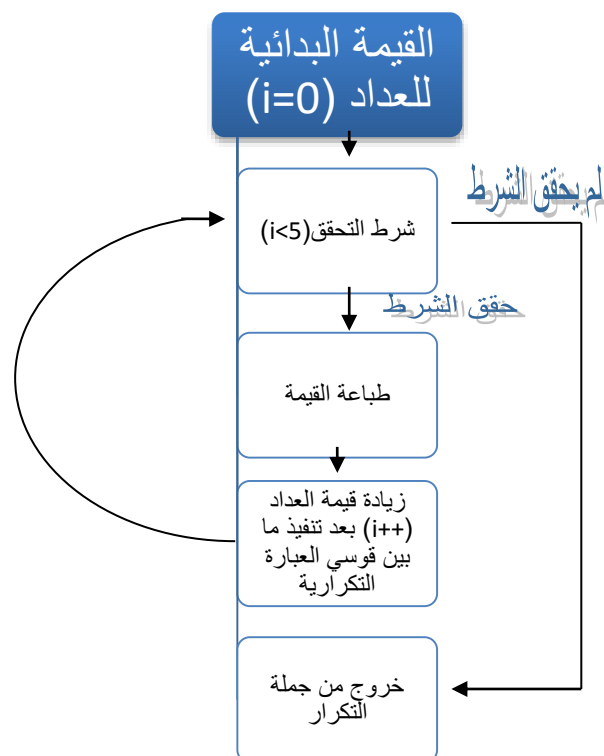 القيمة البدائية
للعداد (i=0)
لم يحقق الشرط
شرط التحقق(i<5)
حقق الشرط
طباعة القيمة
زيادة قيمة العداد
(i++) بعد تنفيذ ما
بين قوسي العبارة
التكرارية
خروج من جملة
التكرار